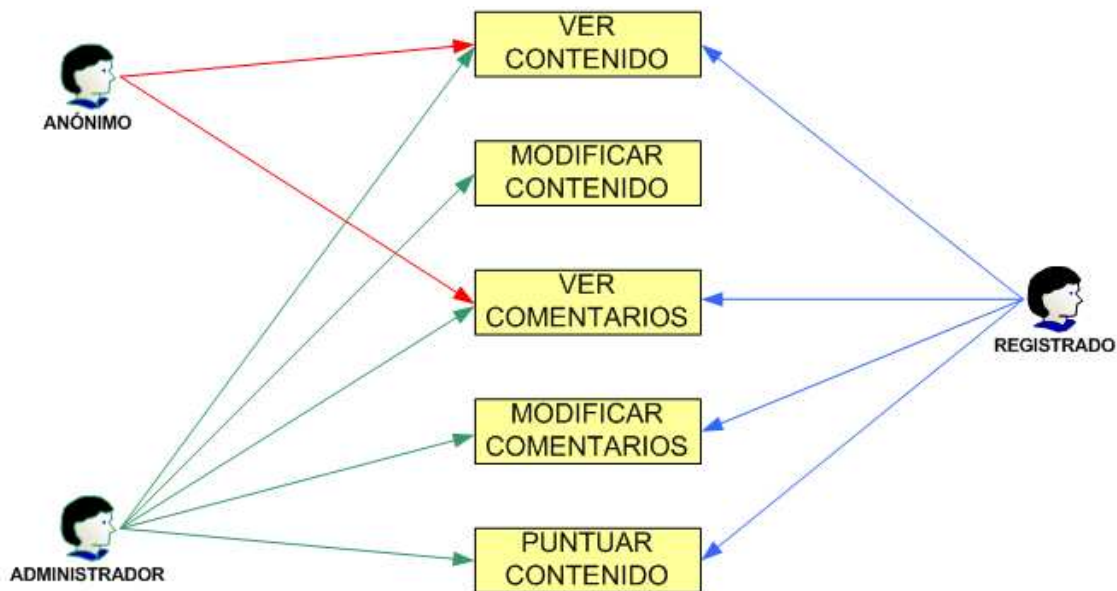 VER
CONTENIDO
ANÓNIMO
MODIFICAR
CONTENIDO
VER
COMENTARIOS
REGISTRADO
MODIFICAR
COMENTARIOS
PUNTUAR
CONTENIDO
ADMINISTRADOR